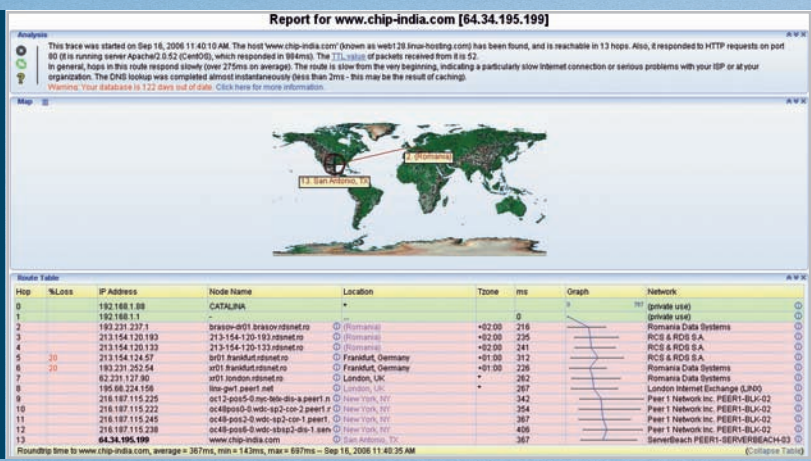 Report for www.chip-india.com [64.34.195.199]
Analysis
This trace was started on Sep 16, 2006 11:40:10 AM. The host 'www.chip-india.com' (known as web128.linux-hosting.com) has been found, and is reachable in 13 hops. Also, it responded to HTTP requests on port
80 (it is running server Apache/2.0.52 (CentOS), which responded in 984ms). The TTL value of packets received from it is 52.
In general, hops in this route respond slowly (over 275ms on average). The route is slow from the very beginning, indicating a particularly slow Internet connection or serious problems with your ISP or at your
organization. The DNS lookup was completed almost instantaneously (less than 2ms - this may be the result of caching).
Warning: Your database is 122 days out of date. Click here for more information.
Map
2. (Romania)
13. San Antonio, TX
Route Table
Hop %Loss IP Address Node Name Location Tzone ms Graph Network
0 192.168.1.88 CATALINA * 0 767 (private use)
1 192.168.1.1 - ... 0 (private use)
2 193.231.237.1 brasov-dr01.brasov.rdsnet.ro (Romania) +02:00 216 Romania Data Systems
3 213.154.120.193 213-154-120-193.rdsnet.ro (Romania) +02:00 235 RCS & RDS S.A.
4 213.154.120.133 213-154-120-133.rdsnet.ro (Romania) +02:00 241 RCS & RDS S.A.
5 20 213.154.124.57 br01.frankfurt.rdsnet.ro Frankfurt, Germany +01:00 312 RCS & RDS S.A.
6 20 193.231.252.54 xr01.frankfurt.rdsnet.ro Frankfurt, Germany +01:00 226 Romania Data Systems
7 62.231.127.90 xr01.london.rdsnet.ro London, UK * 262 Romania Data Systems
8 195.66.224.156 linx-gw1.peer1.net London, UK * 267 London Internet Exchange (LINX)
9 216.187.115.225 oc12-pos5-0.nyc-telx-dis-a.peer1.n New York, NY 342 Peer 1 Network Inc. PEER1-BLK-02
10 216.187.115.222 oc48pos0-0.wdc-sp2-cor-2.peer1.r New York, NY 354 Peer 1 Network Inc. PEER1-BLK-02
11 216.187.115.245 oc48-pos2-0.wdc-sp2-cor-1.peer1. New York, NY 367 Peer 1 Network Inc. PEER1-BLK-02
12 216.187.115.238 oc48-pos6-0.wdc-sbsp2-dis-1.serv New York, NY 406 Peer 1 Network Inc. PEER1-BLK-02
13 64.34.195.199 www.chip-india.com San Antonio, TX 367 ServerBeach PEER1-SERVERBEACH-03
Roundtrip time to www.chip-india.com, average = 367ms, min = 143ms, max = 697ms -- Sep 16, 2006 11:40:35 AM (Collapse Table)